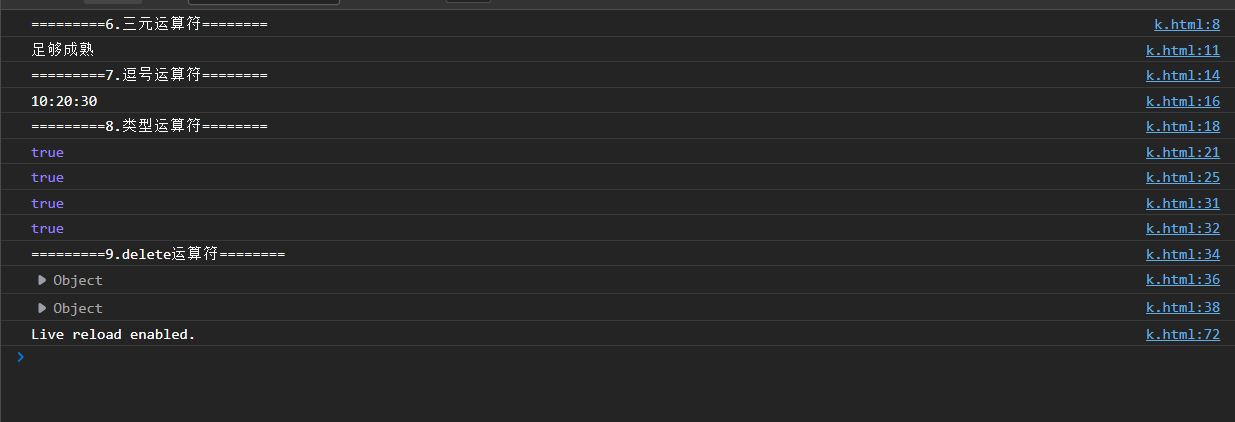 =========6.三元运算符======== k.html:8
足够成熟 k.html:11
=========7.逗号运算符======== k.html:14
10:20:30 k.html:16
=========8.类型运算符======== k.html:18
true k.html:21
true k.html:25
true k.html:31
true k.html:32
=========9.delete运算符======== k.html:34
Object k.html:36
Object k.html:38
Live reload enabled. k.html:72